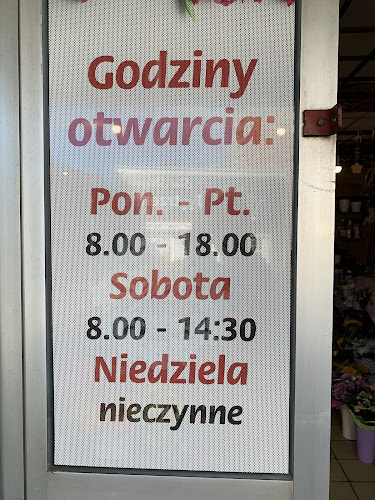 Godziny
otwarcia:
Pon. - Pt.
8.00 - 18.00
Sobota
8.00 - 14:30
Niedziela
nieczynne